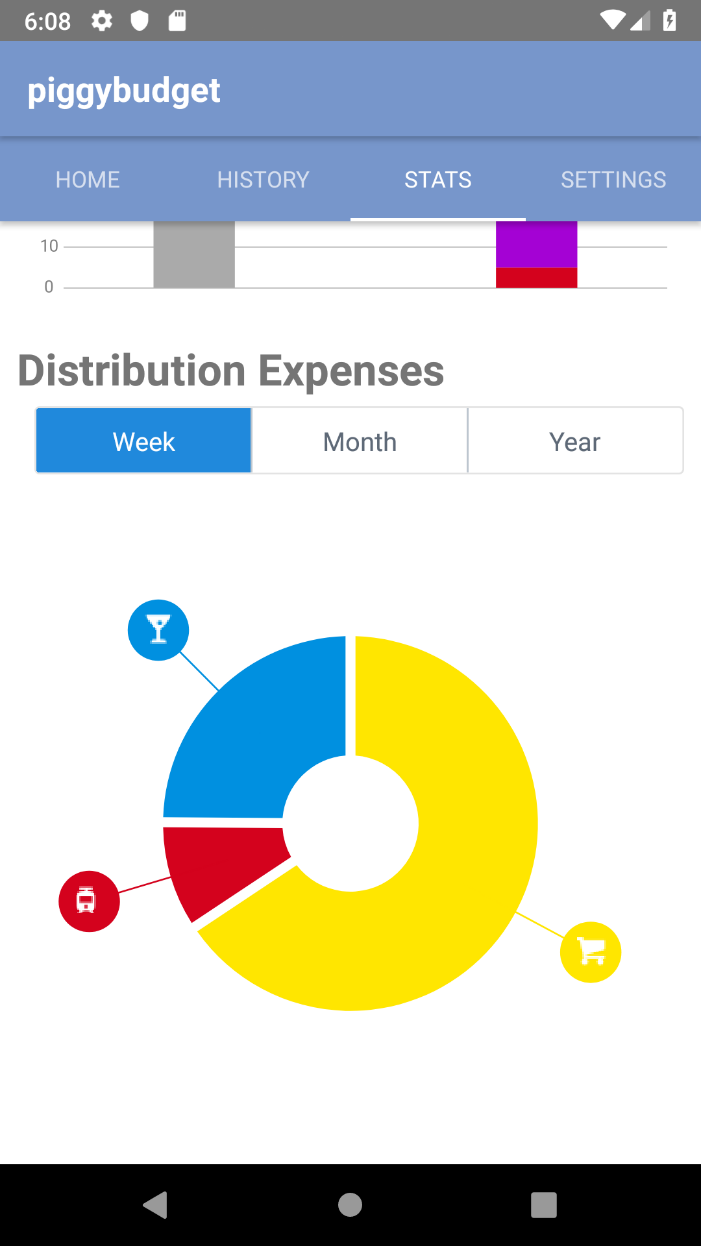 6:08
piggybudget
HOME HISTORY STATS SETTINGS
10
0
Distribution Expenses
Week Month Year